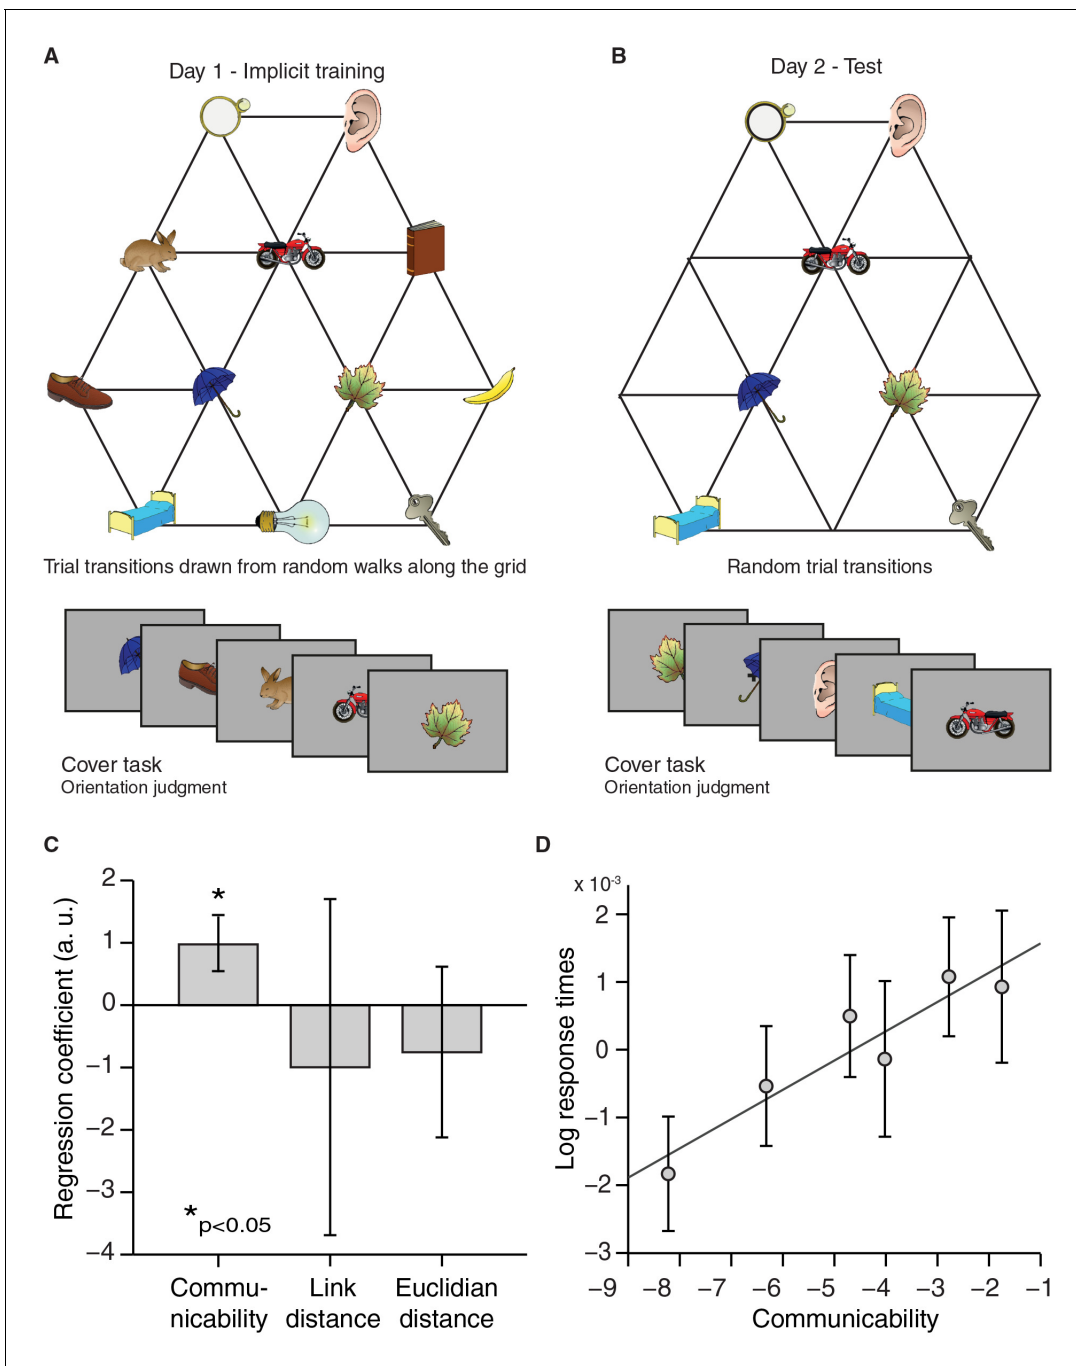 A
Day 1 - Implicit training
Trial transitions drawn from random walks along the grid
Cover task
Orientation judgment
B
Day 2 - Test
Random trial transitions
Cover task
Orientation judgment
C
Regression coefficient (a. u.)
2
1
0
−1
−2
−3
−4
*
* p<0.05
Commu-
nicability
Link
distance
Euclidian
distance
D
x 10-3
Log response times
2
1
0
−1
−2
−3
−9 −8 −7 −6 −5 −4 −3 −2 −1
Communicability